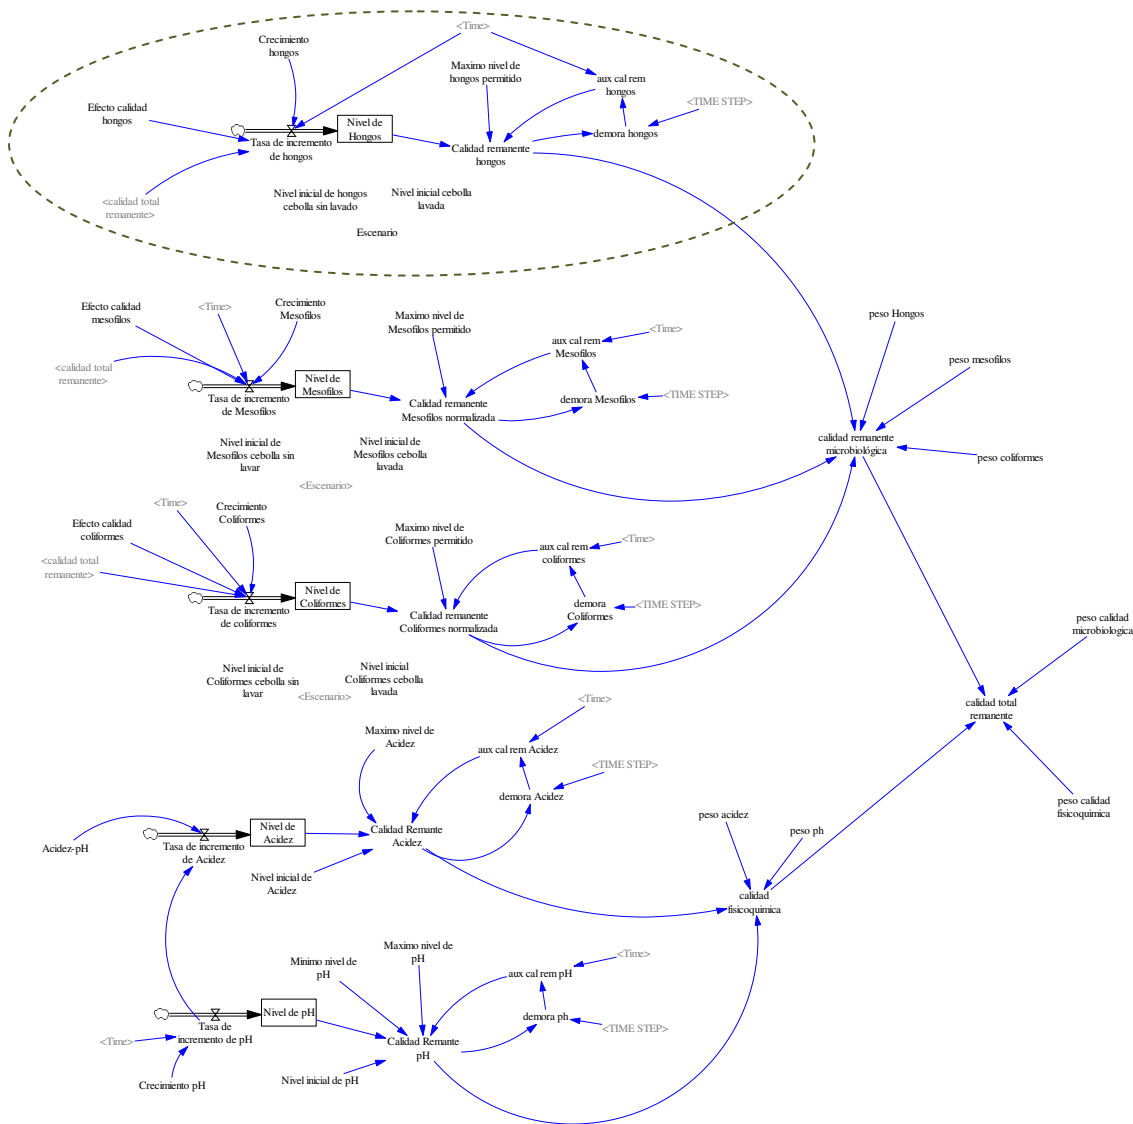 <Time>
Crecimiento
hongos
Maximo nivel de
hongos permitido
aux cal rem
hongos
Efecto calidad
hongos
<TIME STEP>
Nivel de
Hongos
demora hongos
Tasa de incremento
de hongos
Calidad remanente
hongos
<calidad total
remanente>
Nivel inicial de hongos
cebolla sin lavado
Nivel inicial cebolla
lavada
Escenario
Efecto calidad
mesofilos
<Time>
Crecimiento
Mesofilos
Maximo nivel de
Mesofilos permitido
aux cal rem
Mesofilos
<Time>
peso Hongos
peso mesofilos
<calidad total
remanente>
Nivel de
Mesofilos
Tasa de incremento
de Mesofilos
Calidad remanente
Mesofilos normalizada
demora Mesofilos
<TIME STEP>
calidad remanente
microbiológica
peso coliformes
Nivel inicial de
Mesofilos cebolla sin
lavar
Nivel inicial de
Mesofilos cebolla
lavada
<Escenario>
<Time>
Crecimiento
Coliformes
Efecto calidad
coliformes
Maximo nivel de
Coliformes permitido
aux cal rem
coliformes
<Time>
<calidad total
remanente>
Nivel de
Coliformes
Tasa de incremento
de coliformes
Calidad remanente
Coliformes normalizada
demora
Coliformes
<TIME STEP>
peso calidad
microbiologica
Nivel inicial de
Coliformes cebolla sin
lavar
Nivel inicial
Coliformes cebolla
lavada
<Escenario>
<Time>
calidad total
remanente
Maximo nivel de
Acidez
aux cal rem Acidez
<TIME STEP>
demora Acidez
peso calidad
fisicoquimica
peso acidez
peso ph
Nivel de
Acidez
Calidad Remante
Acidez
Acidez-pH
Tasa de incremento
de Acidez
Nivel inicial de
Acidez
calidad
fisicoquimica
Maximo nivel de
pH
Minimo nivel de
pH
<Time>
aux cal rem pH
Nivel de pH
demora ph
<TIME STEP>
Tasa de
incremento de pH
<Time>
Calidad Remante
pH
Crecimiento pH
Nivel inicial de pH